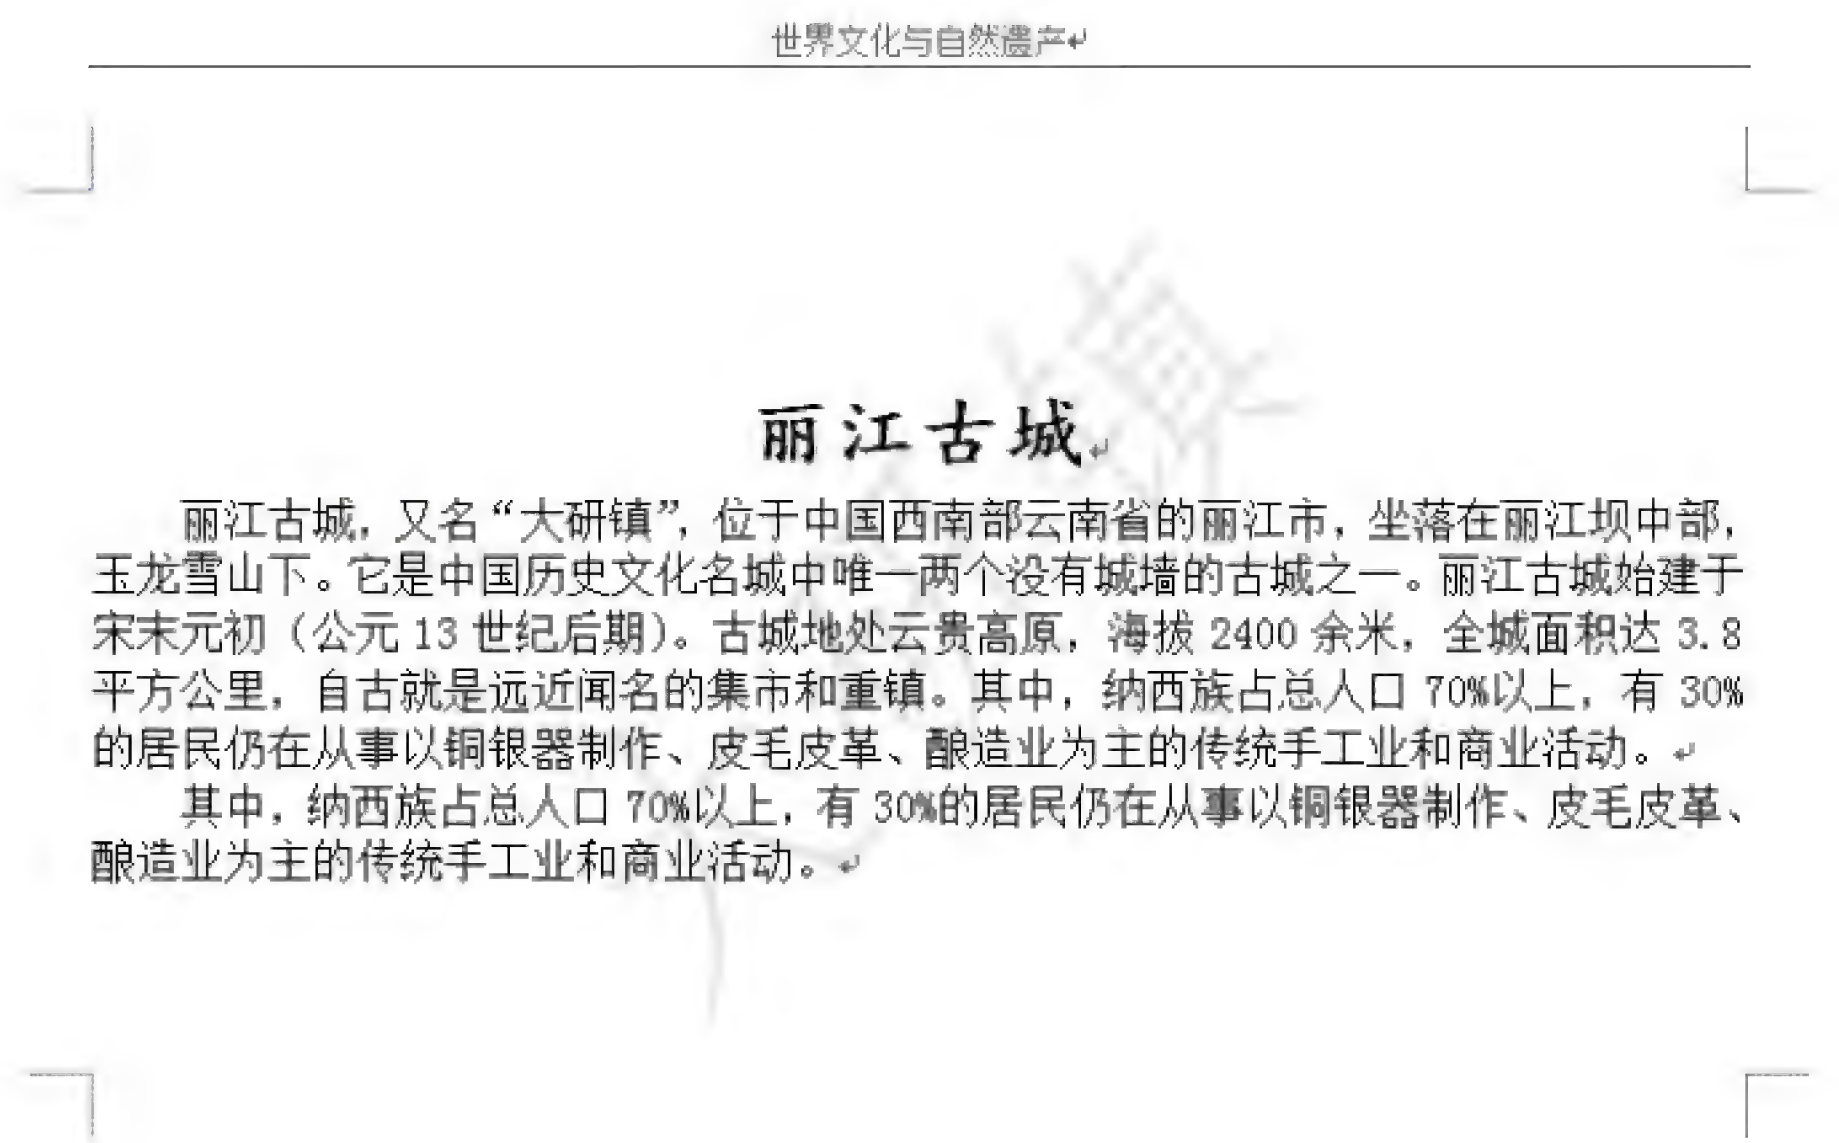 世界文化与自然遗产
丽江古城
丽江古城，又名“大研镇”，位于中国西南部云南省的丽江市，坐落在丽江坝中部，
玉龙雪山下。它是中国历史文化名城中唯一两个没有城墙的古城之一。丽江古城始建于
宋末元初（公元 13 世纪后期）。古城地处云贵高原，海拔 2400 余米，全城面积达 3.8
平方公里，自古就是远近闻名的集市和重镇。其中，纳西族占总人口 70%以上，有 30%
的居民仍在从事以铜银器制作、皮毛皮革、酿造业为主的传统手工业和商业活动。
其中，纳西族占总人口 70%以上，有 30%的居民仍在从事以铜银器制作、皮毛皮革、
酿造业为主的传统手工业和商业活动。